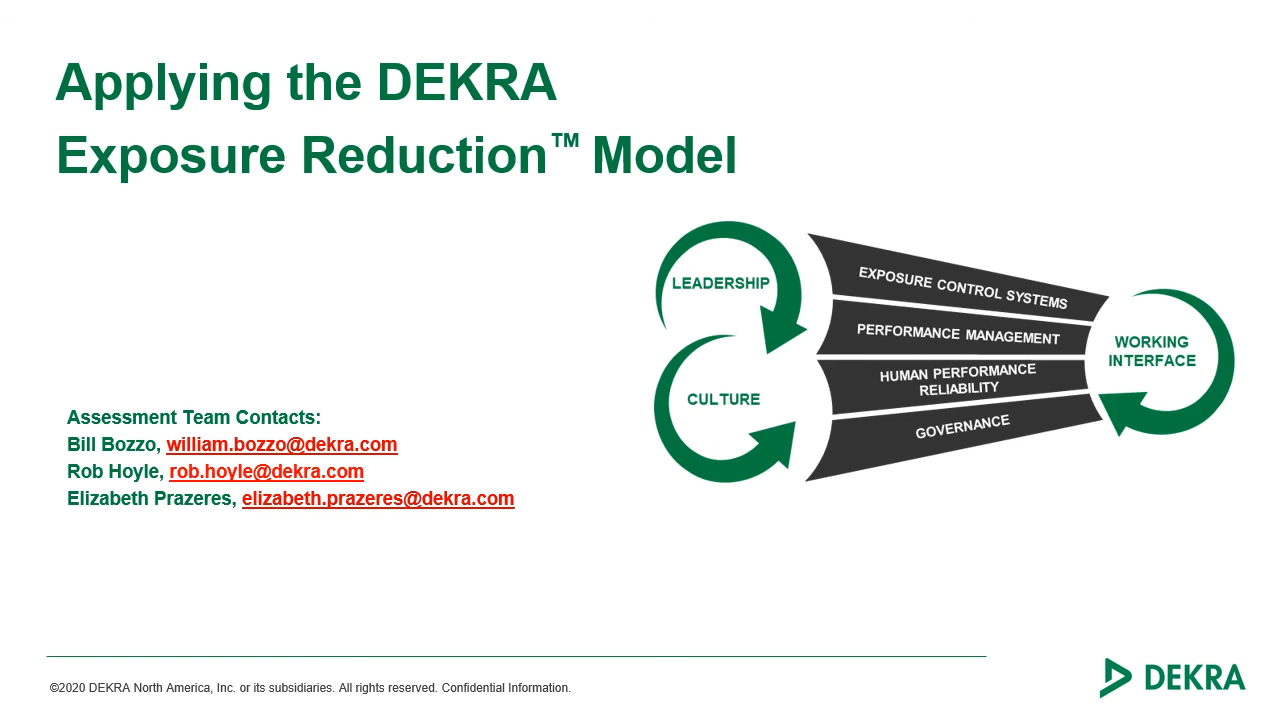 Applying the DEKRA
Exposure Reduction™ Model
LEADERSHIP
CULTURE
EXPOSURE CONTROL SYSTEMS
PERFORMANCE MANAGEMENT
HUMAN PERFORMANCE
RELIABILITY
GOVERNANCE
WORKING
INTERFACE
Assessment Team Contacts:
Bill Bozzo, william.bozzo@dekra.com
Rob Hoyle, rob.hoyle@dekra.com
Elizabeth Prazeres, elizabeth.prazeres@dekra.com
©2020 DEKRA North America, Inc. or its subsidiaries. All rights reserved. Confidential Information.
DEKRA